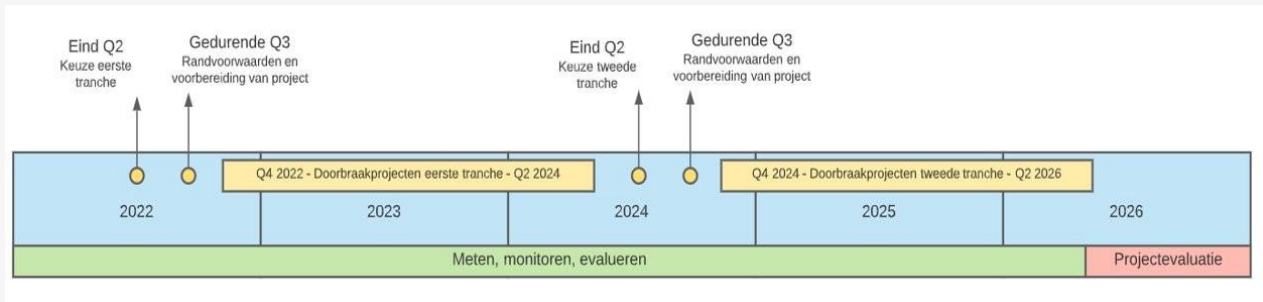 Eind Q2
Keuze eerste
tranche
Gedurende Q3
Randvoorwaarden en
voorbereiding van project
Eind Q2
Keuze tweede
tranche
Gedurende Q3
Randvoorwaarden en
voorbereiding van project
Q4 2022 - Doorbraakprojecten eerste tranche - Q2 2024
Q4 2024 - Doorbraakprojecten tweede tranche - Q2 2026
2022
2023
2024
2025
2026
Meten, monitoren, evalueren
Projectevaluatie